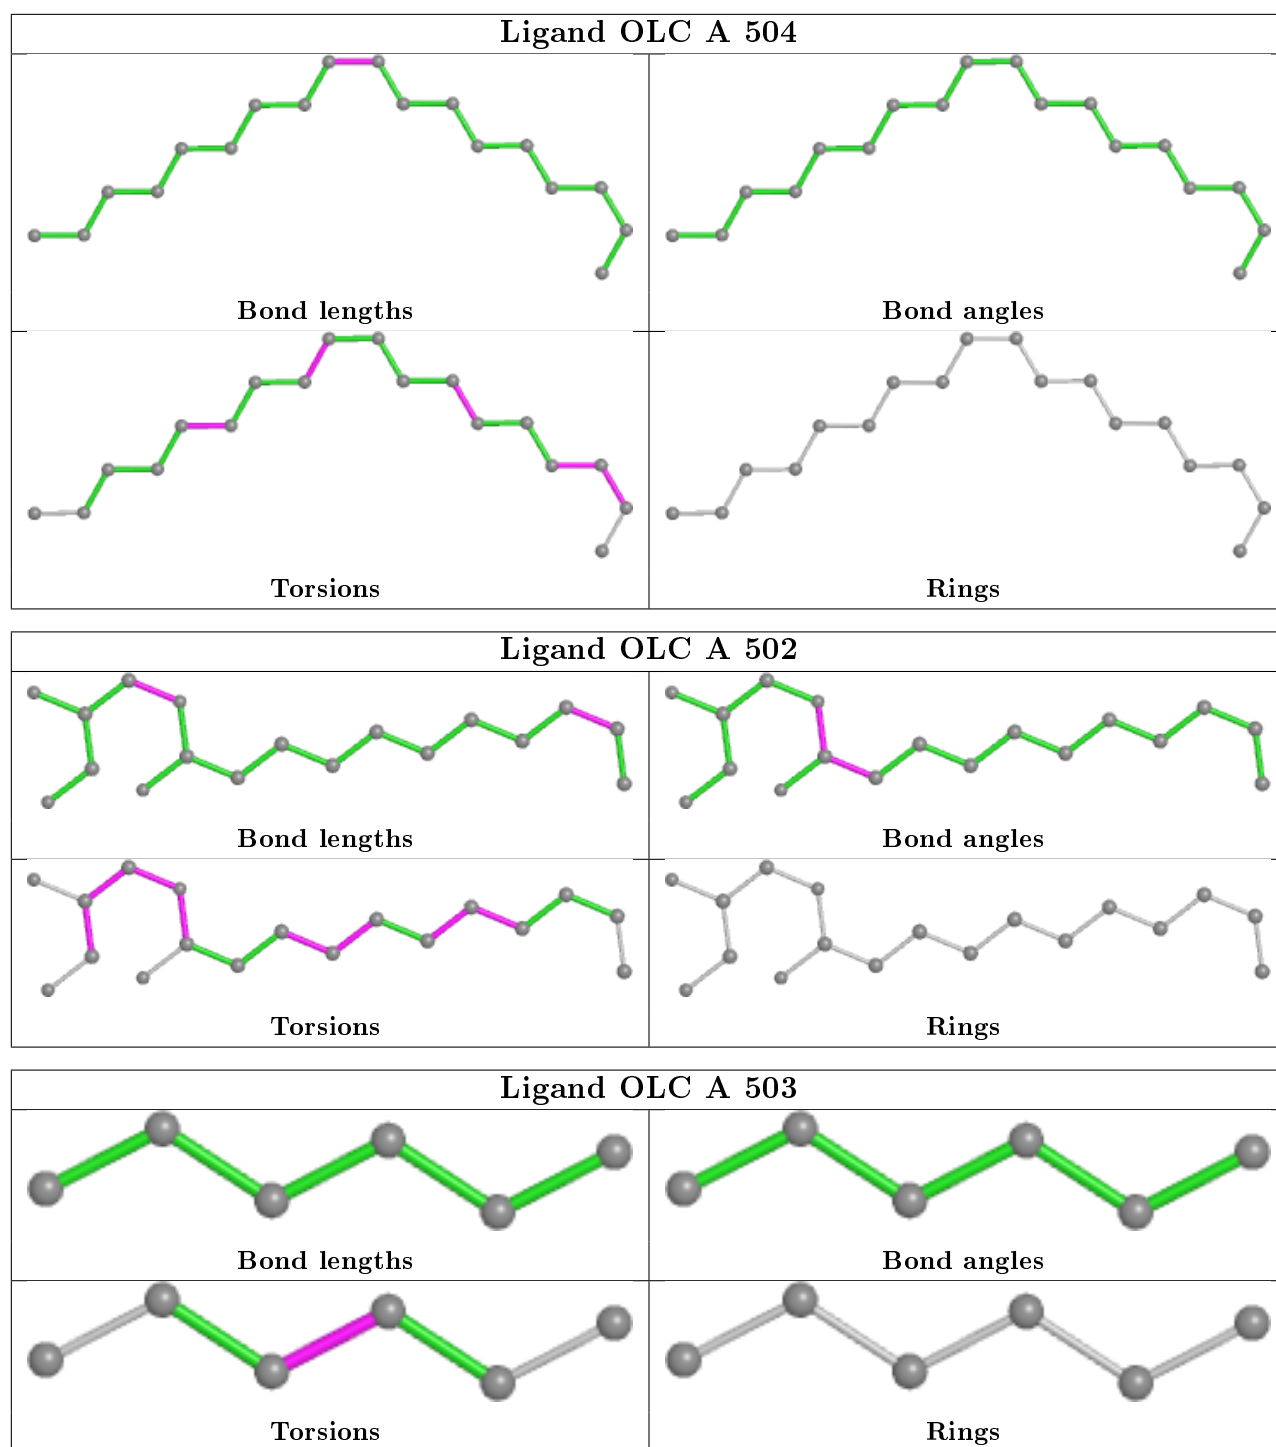 Ligand OLC A 504
Bond lengths
Bond angles
Torsions
Rings
Ligand OLC A 502
Bond lengths
Bond angles
Torsions
Rings
Ligand OLC A 503
Bond lengths
Bond angles
Torsions
Rings